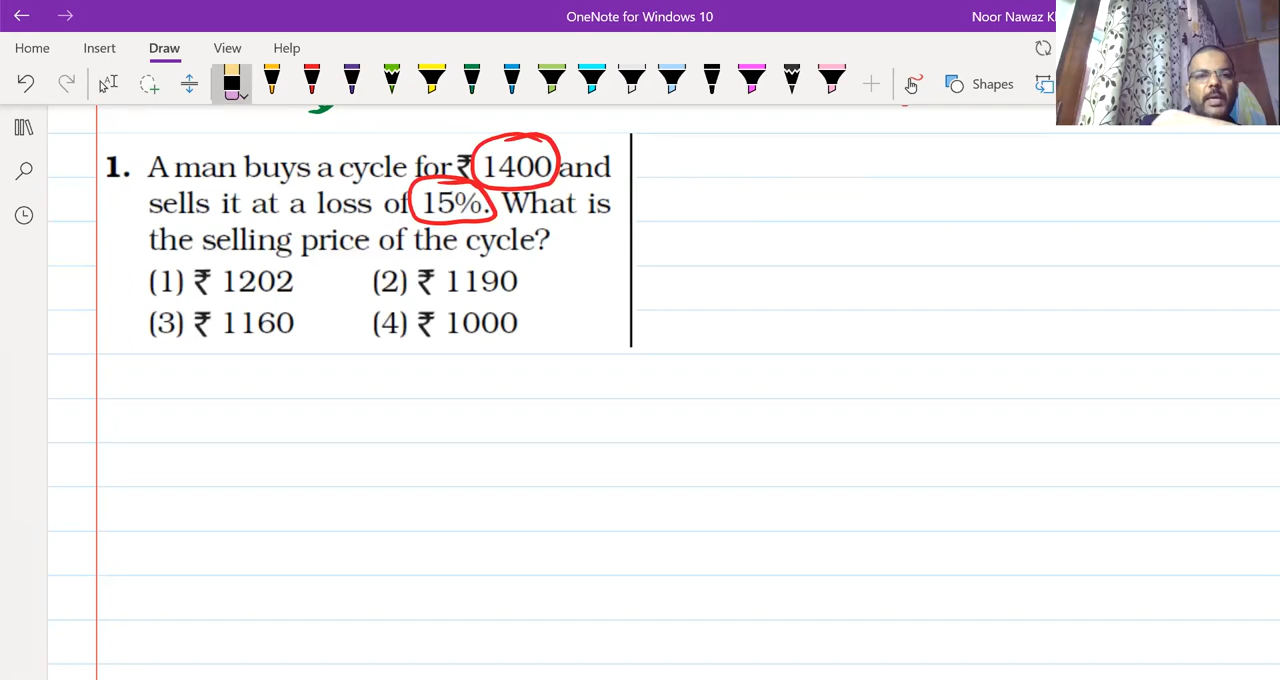 OneNote for Windows 10
Noor Nawaz
Home Insert Draw View Help
Shapes
1. A man buys a cycle for ₹ 1400 and
sells it at a loss of 15%. What is
the selling price of the cycle?
(1) ₹ 1202 (2) ₹ 1190
(3) ₹ 1160 (4) ₹ 1000